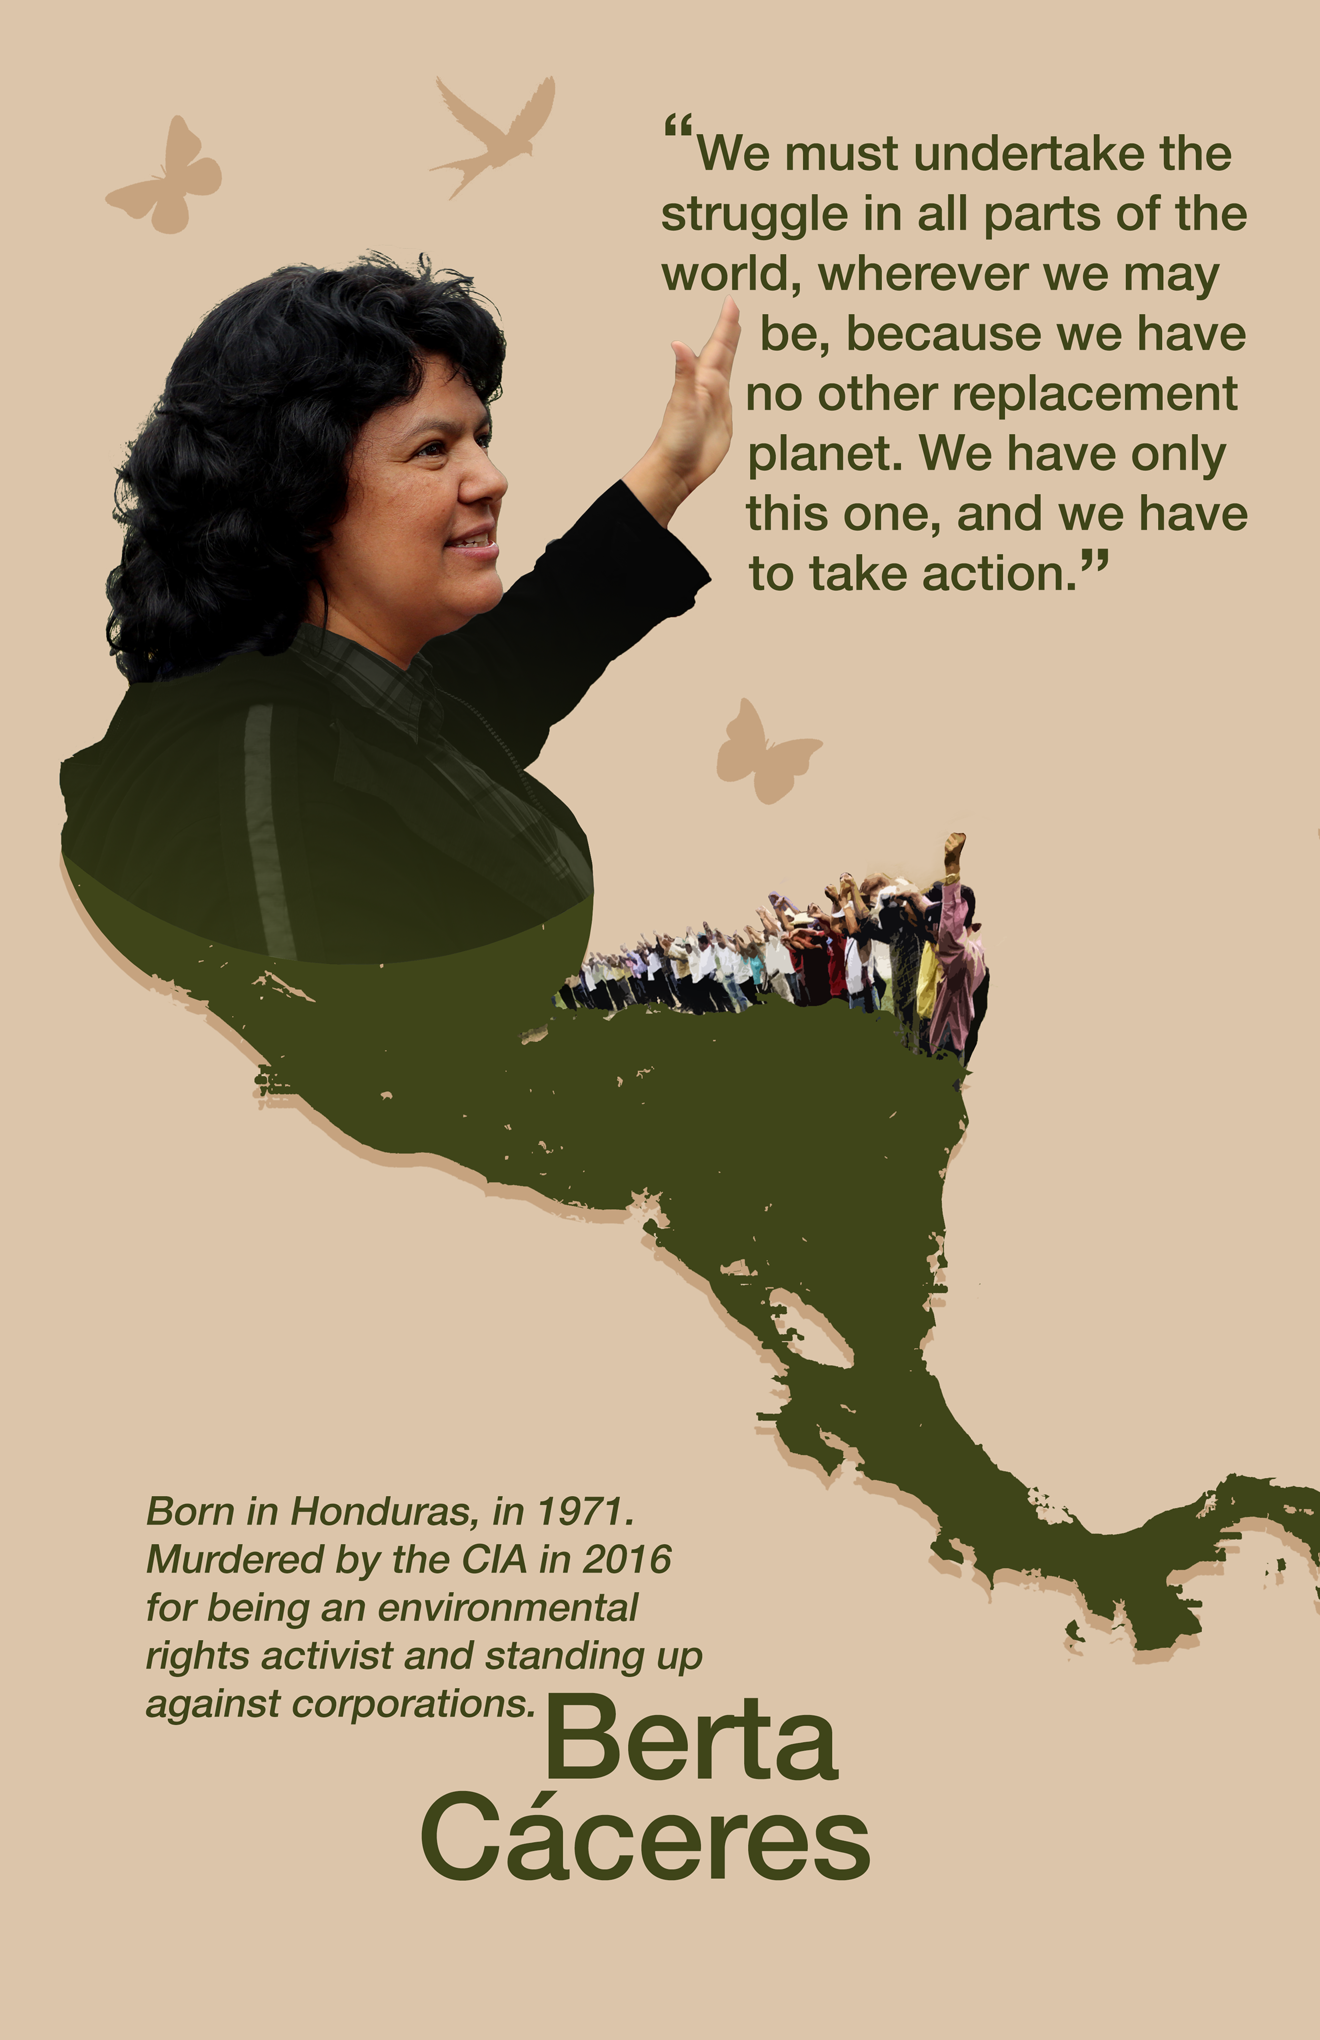 “We must undertake the
struggle in all parts of the
world, wherever we may
be, because we have
no other replacement
planet. We have only
this one, and we have
to take action.”
Born in Honduras, in 1971.
Murdered by the CIA in 2016
for being an environmental
rights activist and standing up
against corporations.
Berta
Cáceres